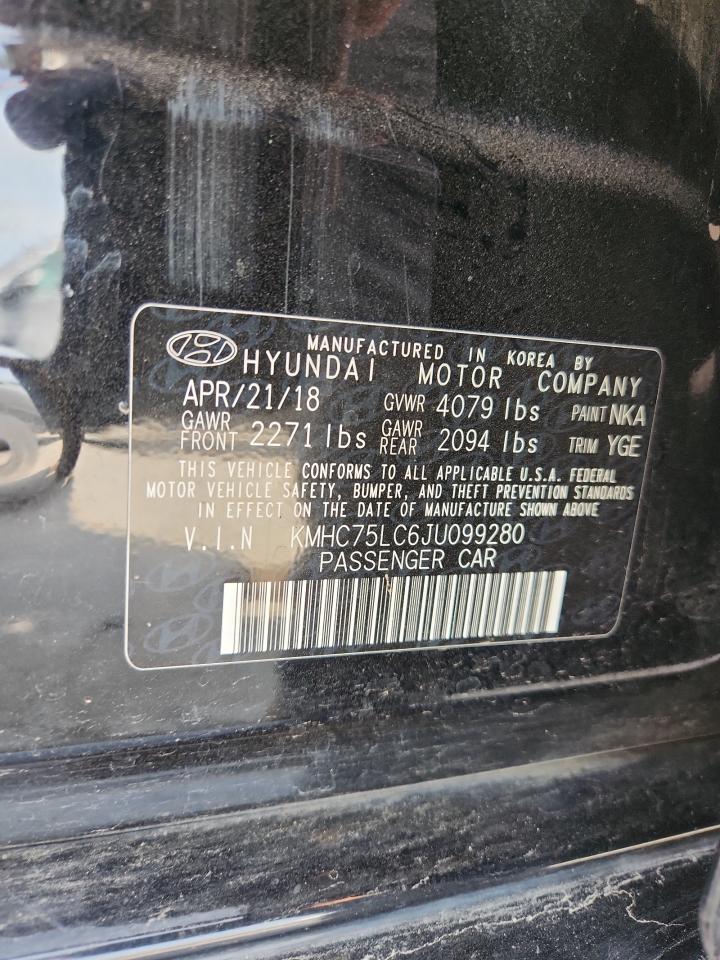 MANUFACTURED IN KOREA BY
HYUNDAI MOTOR COMPANY
APR/21/18 GVWR 4079 lbs PAINT NKA
GAWR FRONT 2271 lbs GAWR REAR 2094 lbs TRIM YGE
THIS VEHICLE CONFORMS TO ALL APPLICABLE U.S.A. FEDERAL
MOTOR VEHICLE SAFETY, BUMPER, AND THEFT PREVENTION STANDARDS
IN EFFECT ON THE DATE OF MANUFACTURE SHOWN ABOVE
V.I.N KMHC75LC6JU099280
PASSENGER CAR